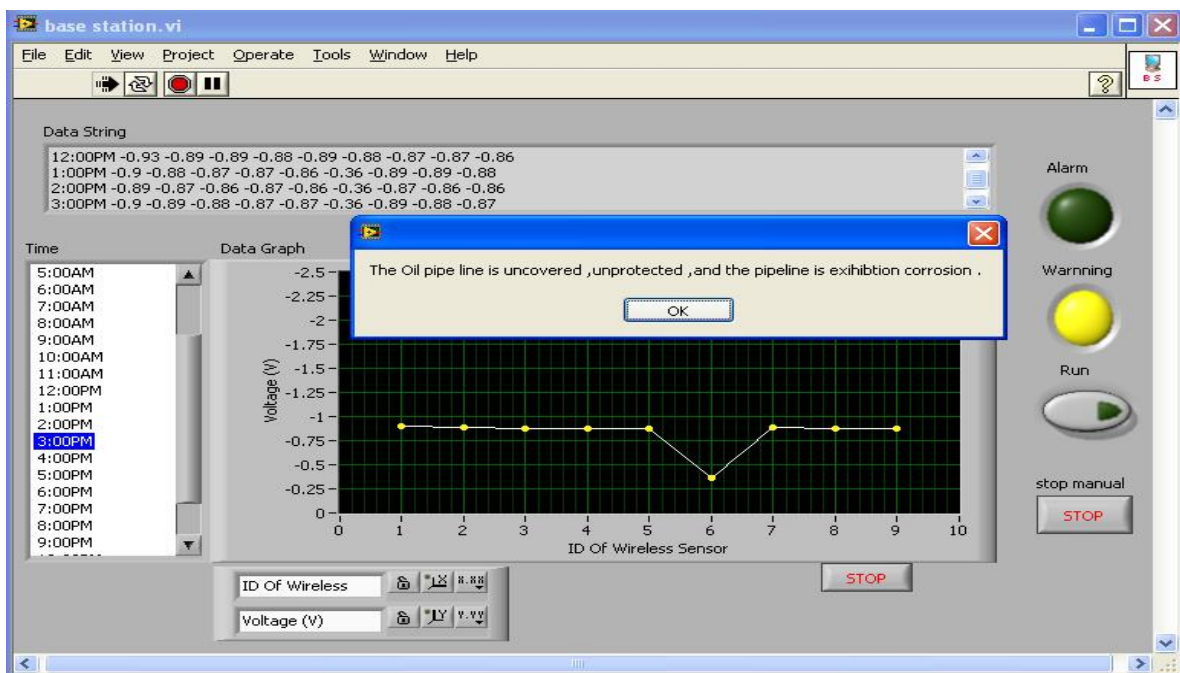 base station.vi
File Edit View Project Operate Tools Window Help
?
B S
Data String
12:00PM -0.93 -0.89 -0.89 -0.88 -0.89 -0.88 -0.87 -0.87 -0.86
1:00PM -0.9 -0.88 -0.87 -0.87 -0.86 -0.36 -0.89 -0.89 -0.88
2:00PM -0.89 -0.87 -0.86 -0.87 -0.86 -0.36 -0.87 -0.86 -0.86
3:00PM -0.9 -0.89 -0.88 -0.87 -0.87 -0.36 -0.89 -0.88 -0.87
Alarm
Time
5:00AM
6:00AM
7:00AM
8:00AM
9:00AM
10:00AM
11:00AM
12:00PM
1:00PM
2:00PM
3:00PM
4:00PM
5:00PM
6:00PM
7:00PM
8:00PM
9:00PM
Data Graph
The Oil pipe line is uncovered ,unprotected ,and the pipeline is exihibtion corrosion .
OK
Voltage (V)
-2.5
-2.25
-2
-1.75
-1.5
-1.25
-1
-0.75
-0.5
-0.25
0
0 1 2 3 4 5 6 7 8 9 10
ID Of Wireless Sensor
Warnning
Run
stop manual
STOP
STOP
ID Of Wireless
X 8.88
Voltage (V)
Y Y.YY